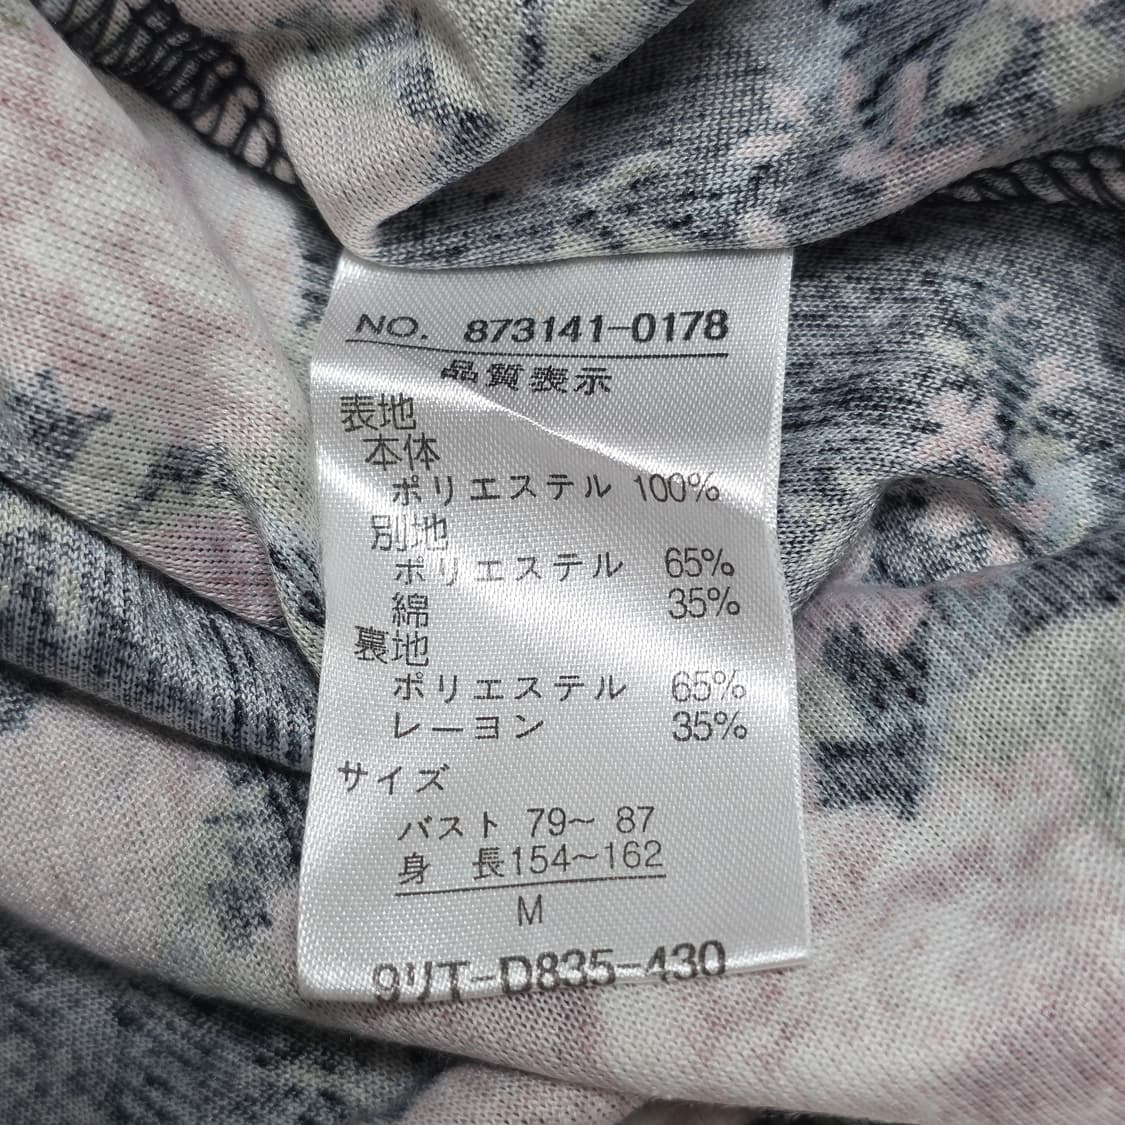 NO. 873141-0178
品質表示
表地
本体
ポリエステル 100%
別地
ポリエステル 65%
綿 35%
裏地
ポリエステル 65%
レーヨン 35%
サイズ
バスト 79~ 87
身 長154~162
M
9リT-D835-430